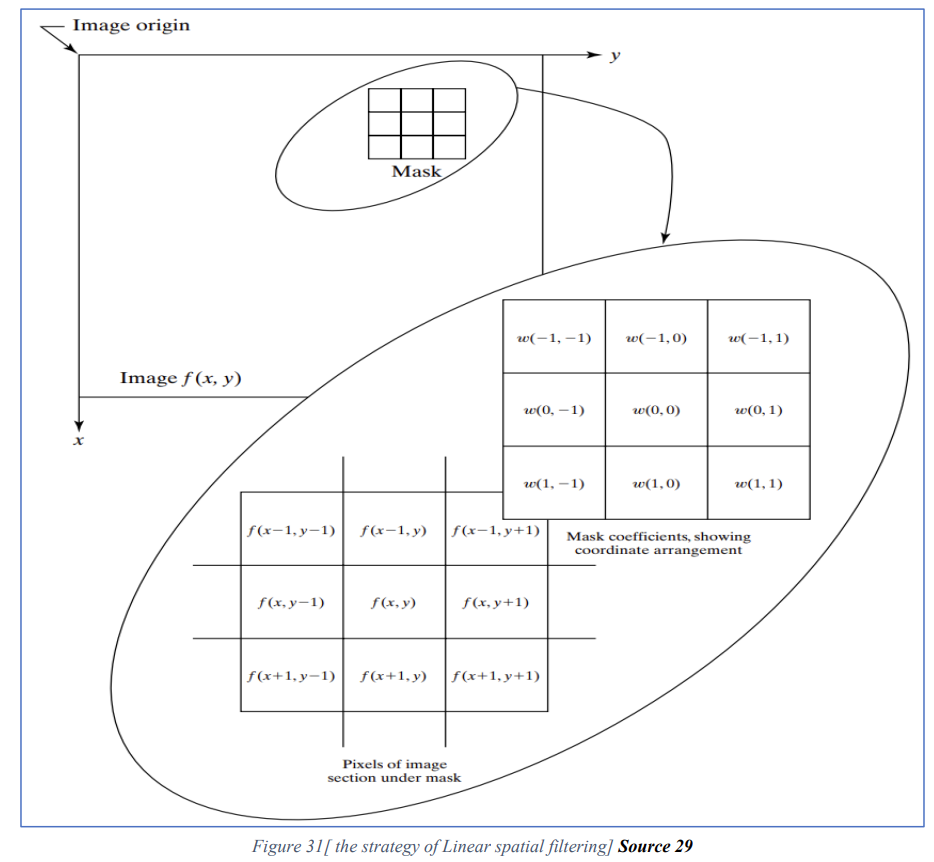 Image origin
y
Mask
Image f(x, y)
x
w(−1, −1) w(−1, 0) w(−1, 1)
w(0, −1) w(0, 0) w(0, 1)
w(1, −1) w(1, 0) w(1, 1)
Mask coefficients, showing
coordinate arrangement
f(x−1, y−1) f(x−1, y) f(x−1, y+1)
f(x, y−1) f(x, y) f(x, y+1)
f(x+1, y−1) f(x+1, y) f(x+1, y+1)
Pixels of image
section under mask
Figure 31[ the strategy of Linear spatial filtering] Source 29